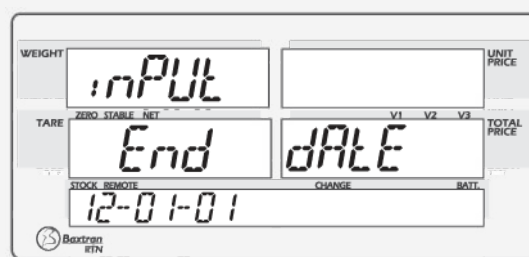 WEIGHT inPUt UNIT PRICE
ZERO STABLE NET V1 V2 V3
TARE End dAtE TOTAL PRICE
STOCK REMOTE CHANGE BATT.
12-01-01
Baxtran
RTN